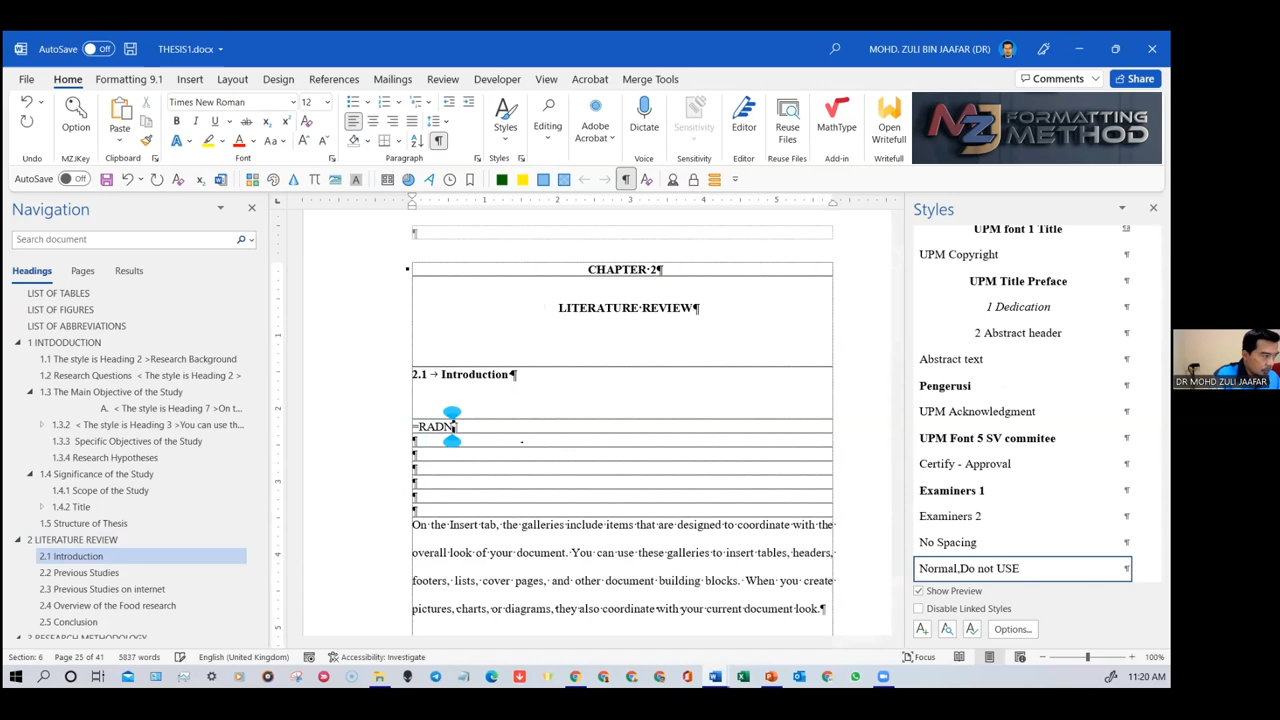 AutoSave Off THESIS1.docx MOHD. ZULI BIN JAAFAR (DR)
File Home Formatting 9.1 Insert Layout Design References Mailings Review Developer View Acrobat Merge Tools Comments Share
Times New Roman 12
Undo Option Paste Styles Editing Adobe Acrobat Dictate Sensitivity Editor Reuse Files MathType Open Writefull
Undo MZJKey Clipboard Font Paragraph Styles Adobe Acrobat Voice Sensitivity Editor Reuse Files Add-in Writefull
MZJ FORMATTING METHOD
AutoSave Off
Navigation
Search document
Headings Pages Results
LIST OF TABLES
LIST OF FIGURES
LIST OF ABBREVIATIONS
1 INTDODUCTION
1.1 The style is Heading 2 >Research Background
1.2 Research Questions < The style is Heading 2 >
1.3 The Main Objective of the Study
A. < The style is Heading 7 >On t...
1.3.2 < The style is Heading 3 >You can use th...
1.3.3 Specific Objectives of the Study
1.3.4 Research Hypotheses
1.4 Significance of the Study
1.4.1 Scope of the Study
1.4.2 Title
1.5 Structure of Thesis
2 LITERATURE REVIEW
2.1 Introduction
2.2 Previous Studies
2.3 Previous Studies on internet
2.4 Overview of the Food research
2.5 Conclusion
3 RESEARCH METHODOLOGY
1 2 3 4 5
CHAPTER·2¶
LITERATURE·REVIEW¶
2.1 → Introduction¶
=RADN¶
On·the·Insert·tab,·the·galleries·include·items·that·are·designed·to·coordinate·with·the·
overall·look·of·your·document.·You·can·use·these·galleries·to·insert·tables,·headers,·
footers,·lists,·cover·pages,·and·other·document·building·blocks.·When·you·create·
pictures,·charts,·or·diagrams,·they·also·coordinate·with·your·current·document·look.¶
Styles
UPM font 1 Title
UPM Copyright
UPM Title Preface
1 Dedication
2 Abstract header
Abstract text
Pengerusi
UPM Acknowledgment
UPM Font 5 SV commitee
Certify - Approval
Examiners 1
Examiners 2
No Spacing
Normal,Do not USE
Show Preview
Disable Linked Styles
Options...
DR MOHD ZULI JAAFAR
Section: 6 Page 25 of 41 5837 words English (United Kingdom) Accessibility: Investigate Focus 100%
11:20 AM